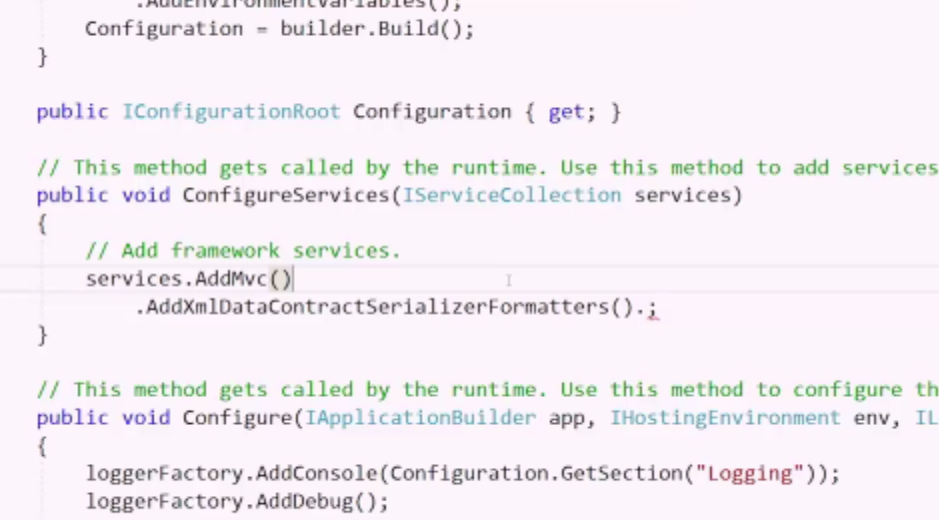 .AddEnvironmentVariables();
Configuration = builder.Build();
}
public IConfigurationRoot Configuration { get; }
// This method gets called by the runtime. Use this method to add services
public void ConfigureServices(IServiceCollection services)
{
// Add framework services.
services.AddMvc()
.AddXmlDataContractSerializerFormatters().;
}
// This method gets called by the runtime. Use this method to configure th
public void Configure(IApplicationBuilder app, IHostingEnvironment env, IL
{
loggerFactory.AddConsole(Configuration.GetSection("Logging"));
loggerFactory.AddDebug();